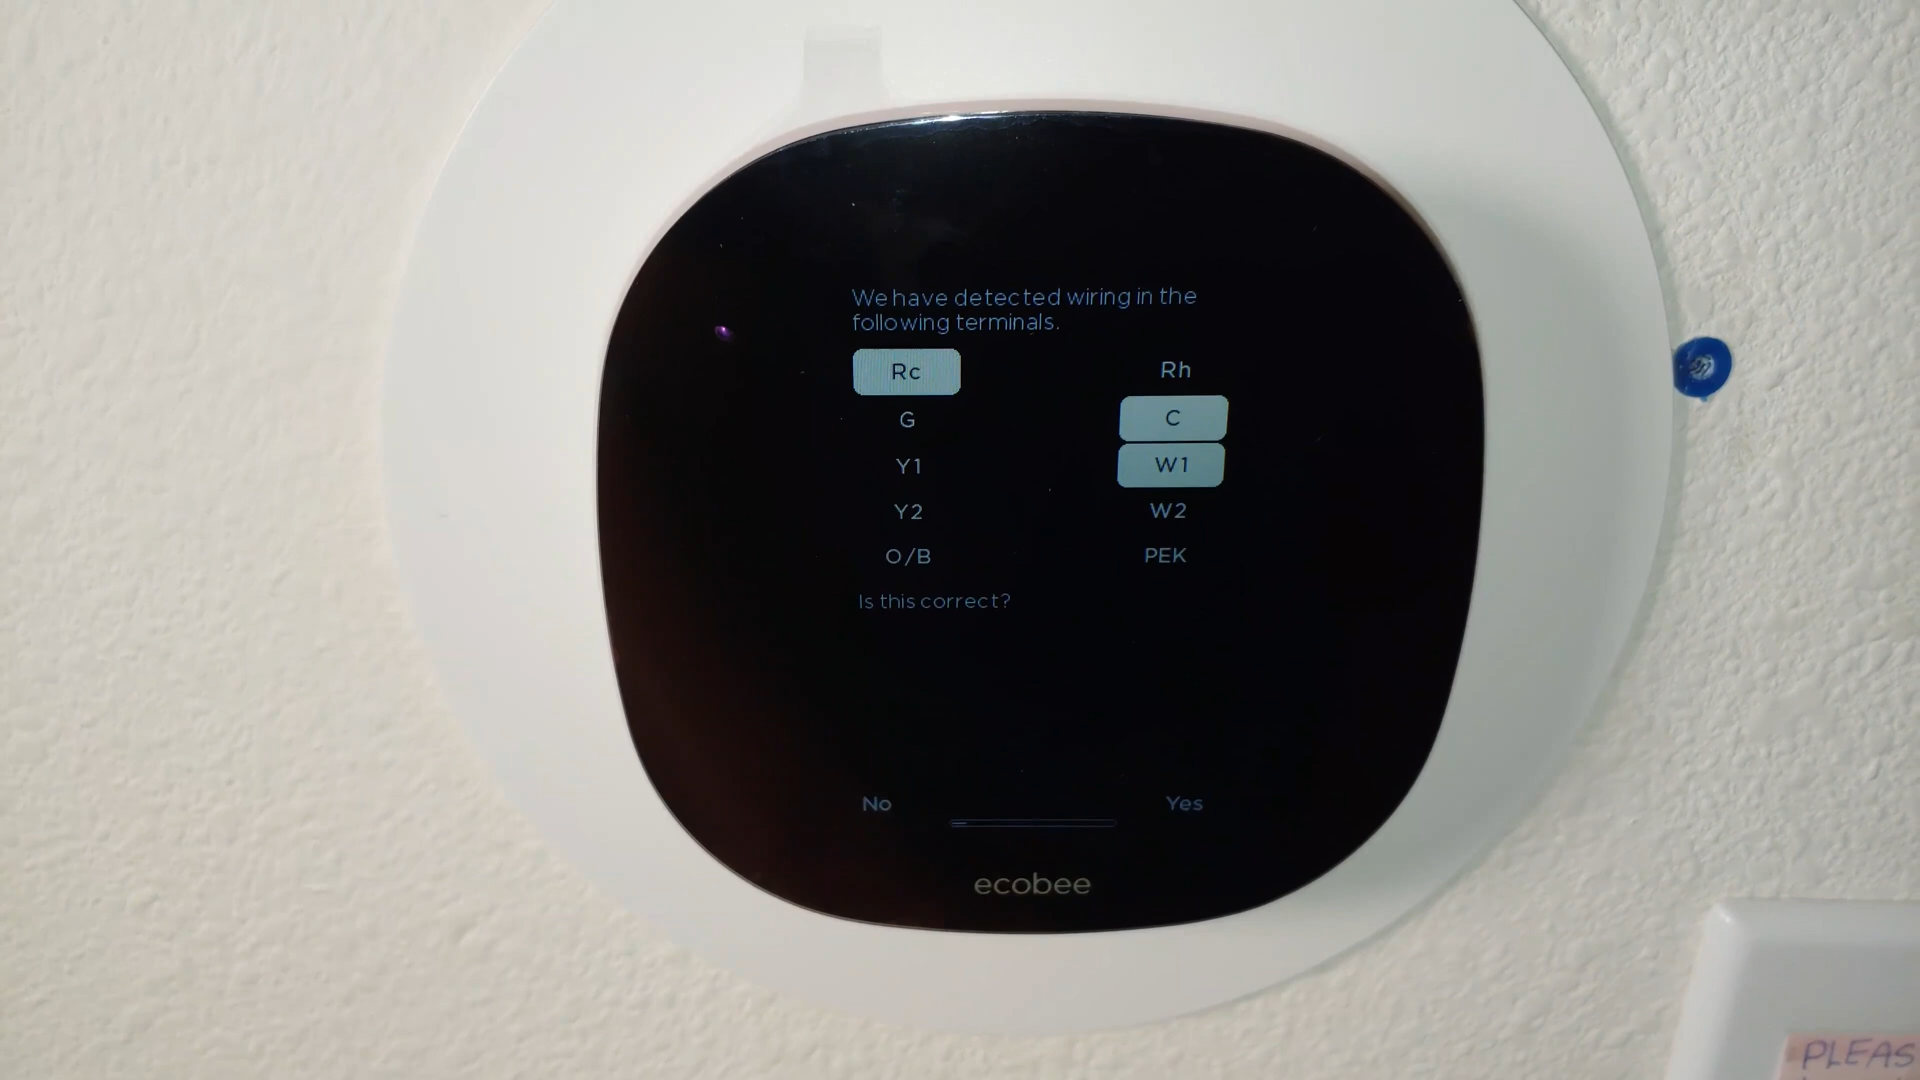 We have detected wiring in the
following terminals.
Rc Rh
G C
Y1 W1
Y2 W2
O/B PEK
Is this correct?
No Yes
ecobee
PLEAS